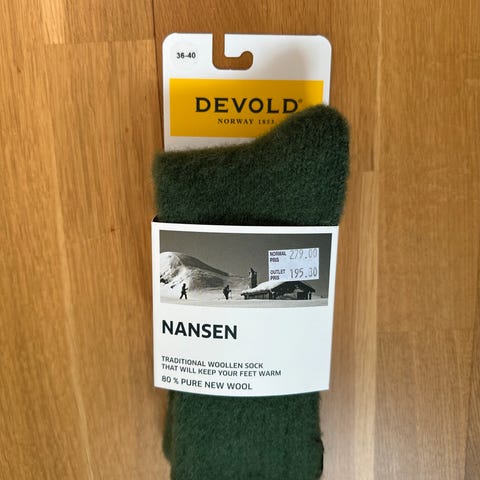 36-40
DEVOLD®
NORWAY 1853
NANSEN
NORMAL PRIS 279.00
OUTLET PRIS 195.30
TRADITIONAL WOOLLEN SOCK
THAT WILL KEEP YOUR FEET WARM
80 % PURE NEW WOOL